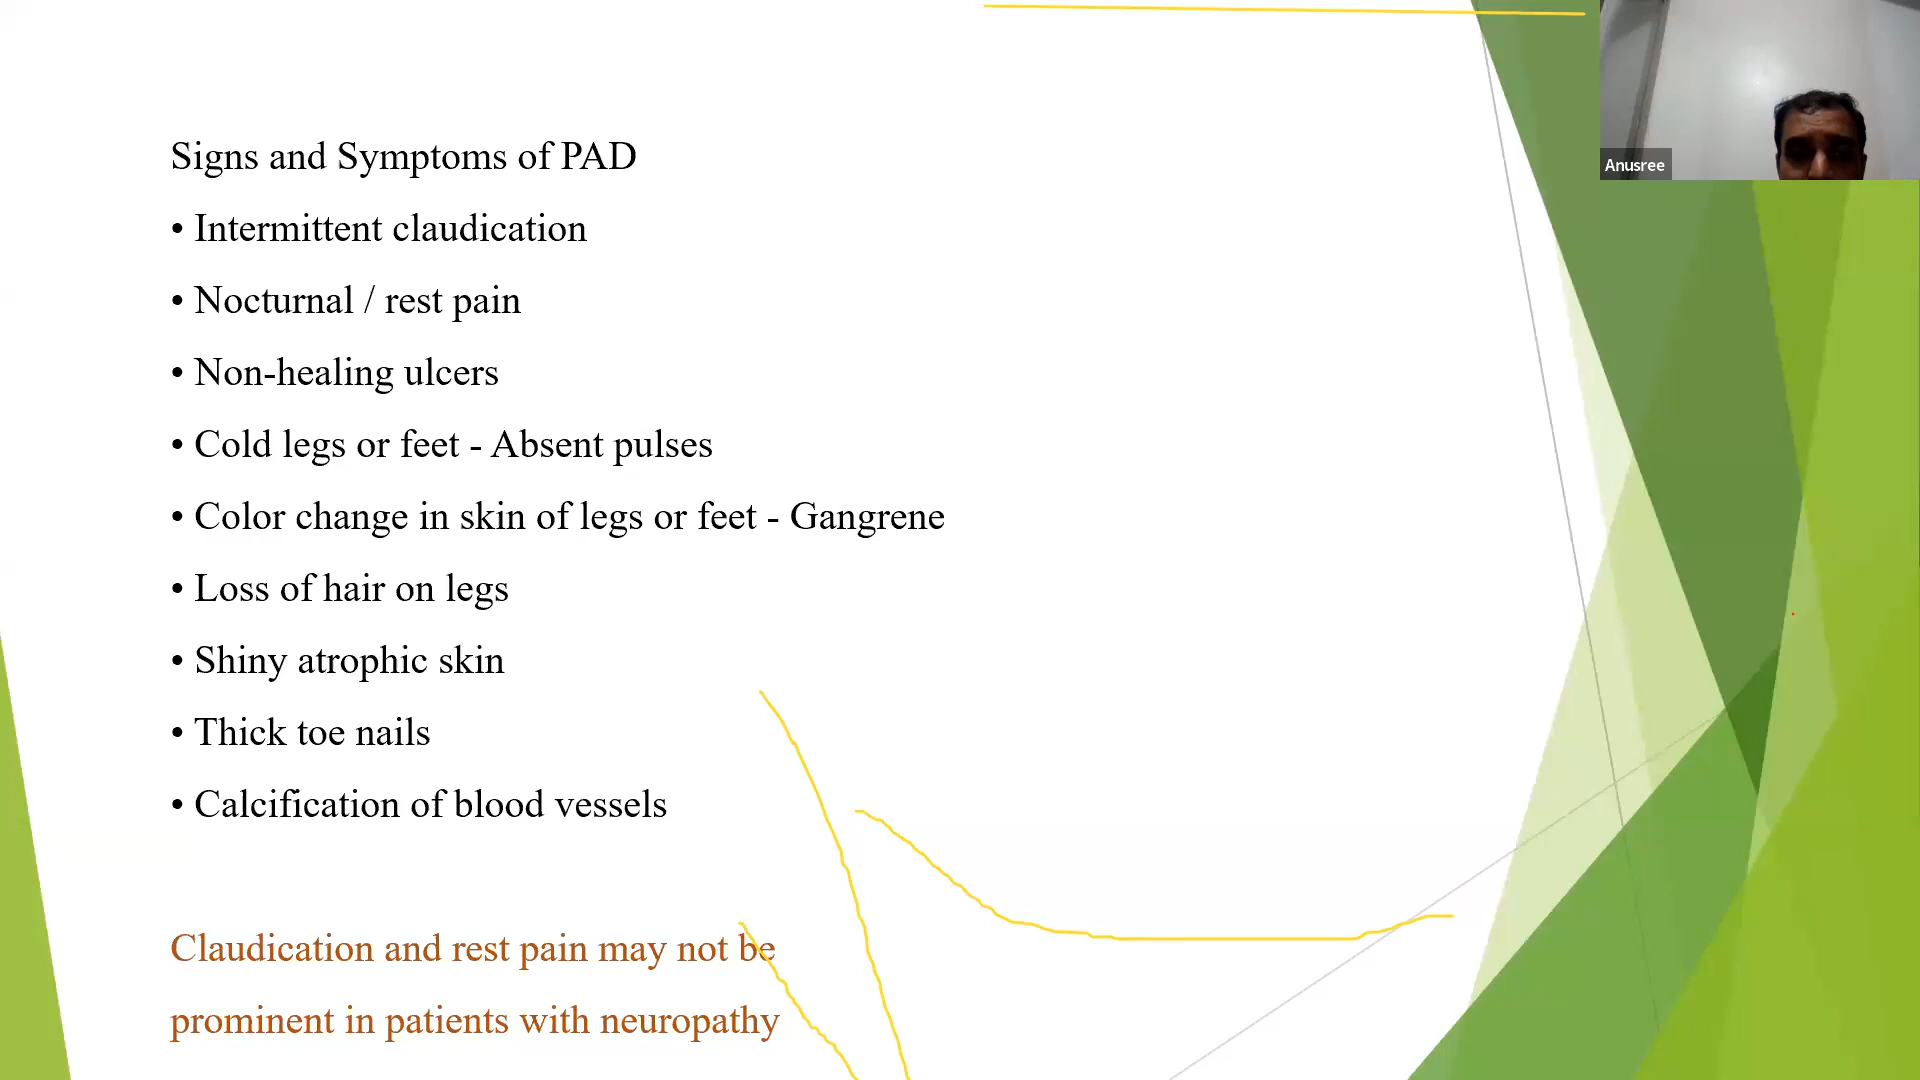 Signs and Symptoms of PAD
• Intermittent claudication
• Nocturnal / rest pain
• Non-healing ulcers
• Cold legs or feet - Absent pulses
• Color change in skin of legs or feet - Gangrene
• Loss of hair on legs
• Shiny atrophic skin
• Thick toe nails
• Calcification of blood vessels
Claudication and rest pain may not be
prominent in patients with neuropathy
Anusree